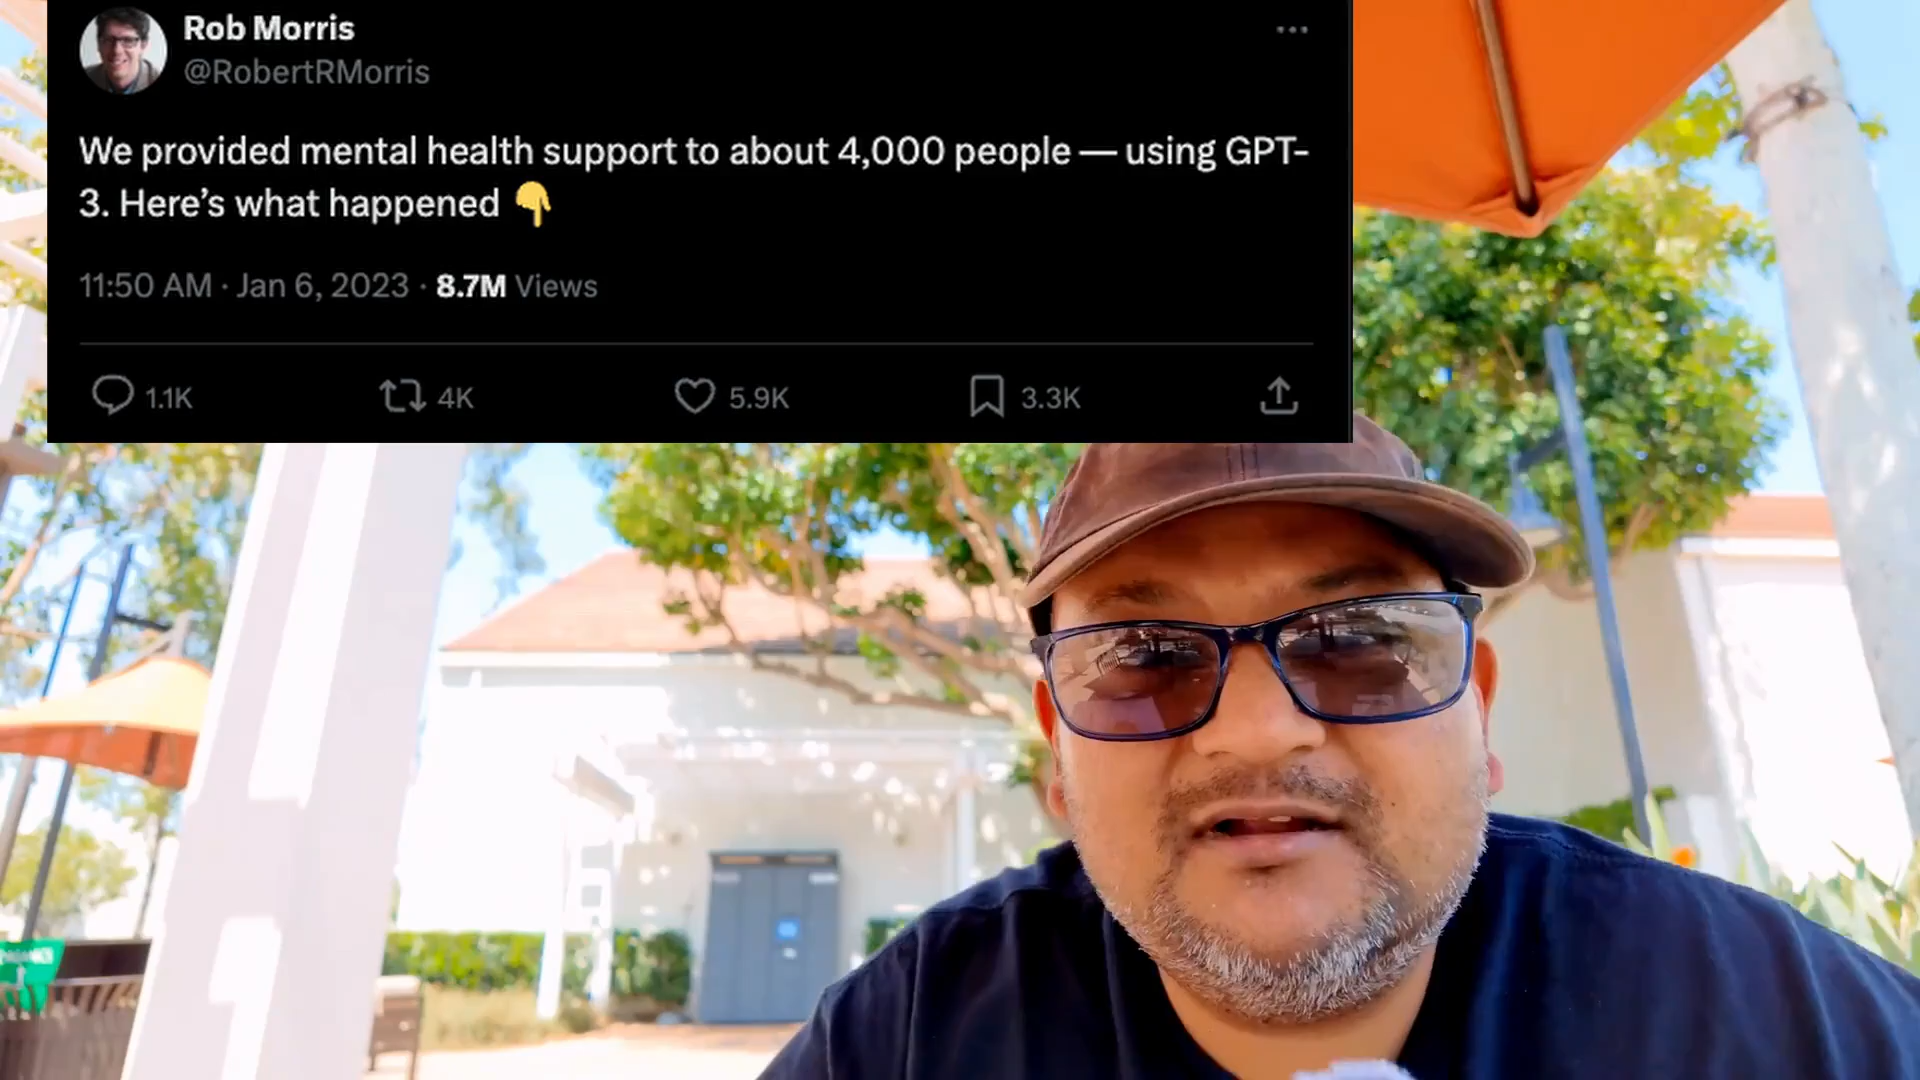 Rob Morris
@RobertRMorris
We provided mental health support to about 4,000 people — using GPT-
3. Here’s what happened 👇
11:50 AM · Jan 6, 2023 · 8.7M Views
1.1K 4K 5.9K 3.3K